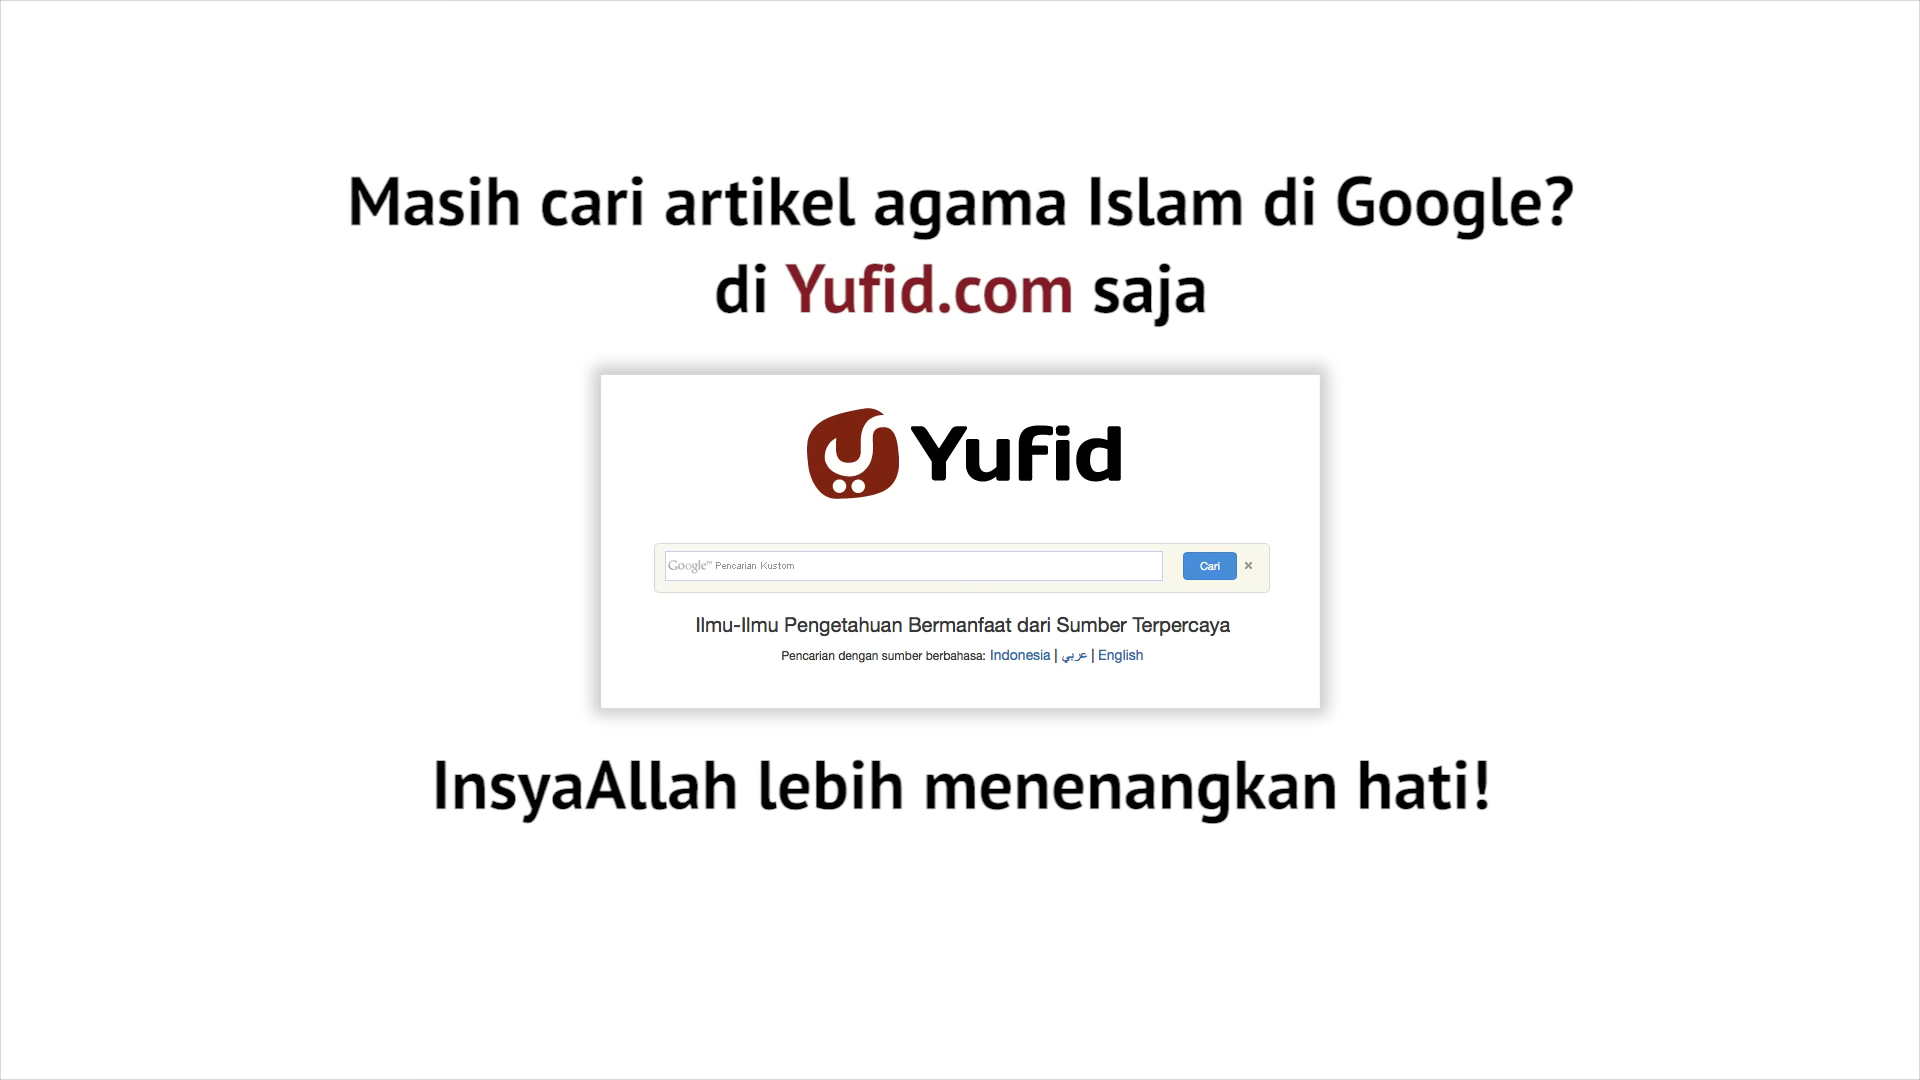 Masih cari artikel agama Islam di Google?
di Yufid.com saja
Yufid
Google™ Pencarian Kustom
Cari ×
Ilmu-Ilmu Pengetahuan Bermanfaat dari Sumber Terpercaya
Pencarian dengan sumber berbahasa: Indonesia | عربي | English
InsyaAllah lebih menenangkan hati!